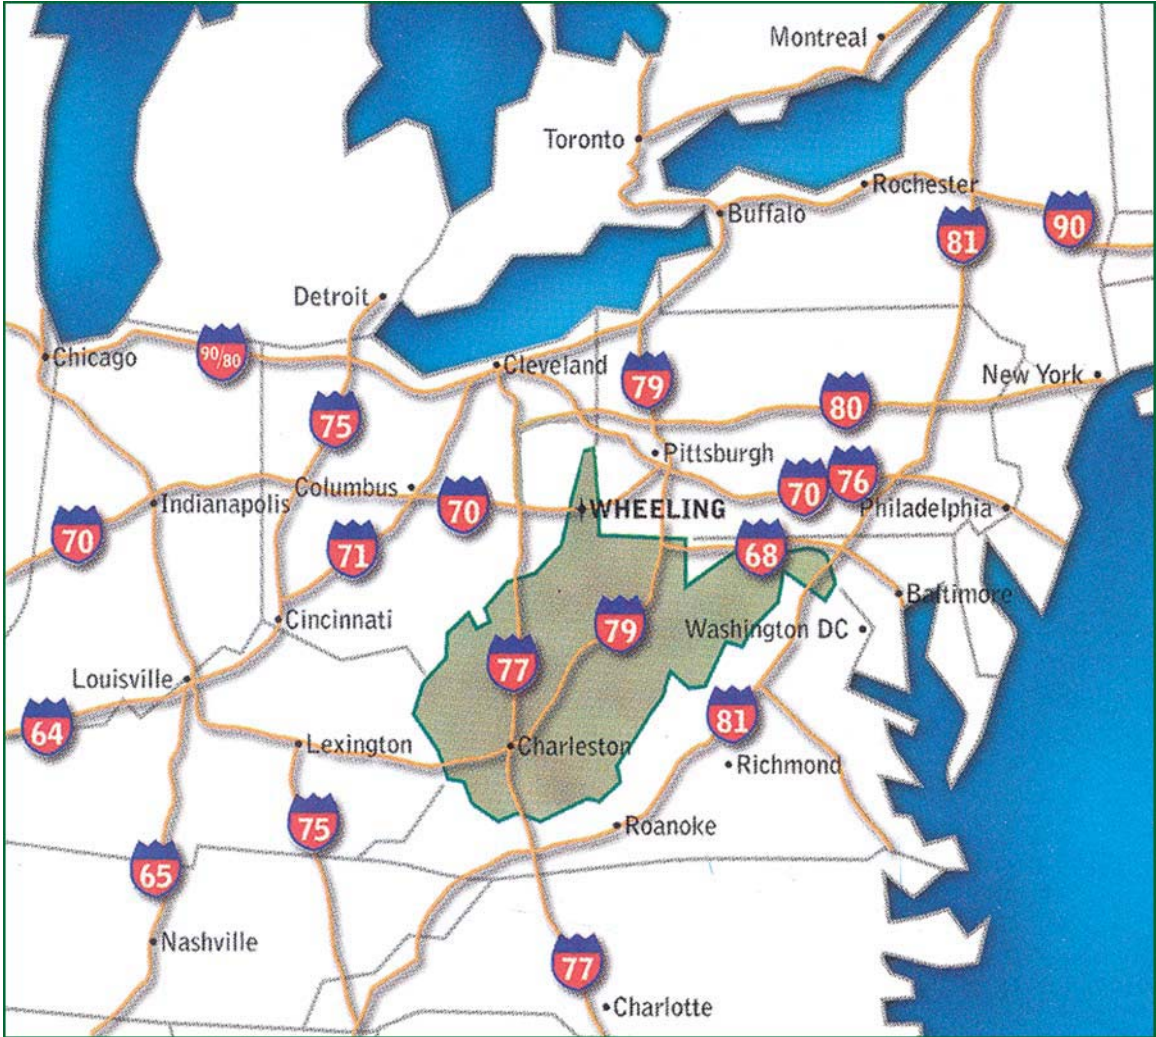 Montreal
Toronto
Rochester
Buffalo
90
81
Detroit
Chicago
90/80
Cleveland
79
New York
75
80
Pittsburgh
Indianapolis
Columbus
70
WHEELING
70
76
Philadelphia
70
71
68
Baltimore
Cincinnati
79
Washington DC
77
Louisville
64
81
Lexington
Charleston
Richmond
75
Roanoke
65
Nashville
77
Charlotte